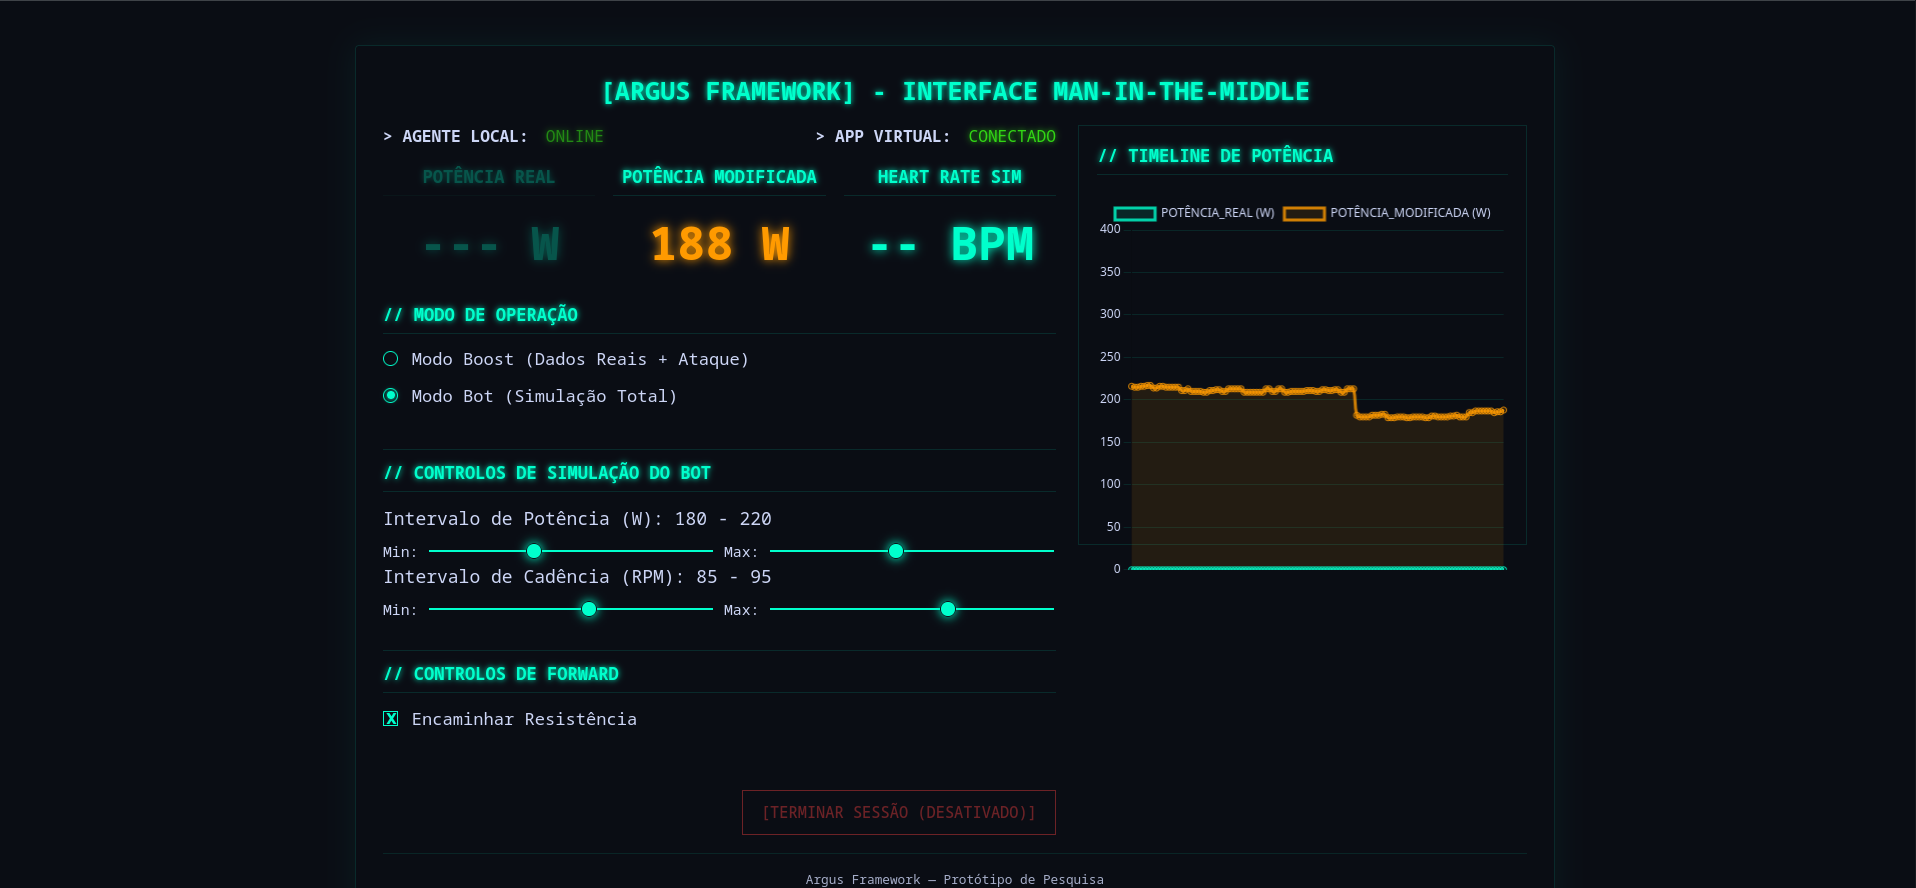 [ARGUS FRAMEWORK] - INTERFACE MAN-IN-THE-MIDDLE
> AGENTE LOCAL: ONLINE
> APP VIRTUAL: CONECTADO
POTÊNCIA REAL
--- W
POTÊNCIA MODIFICADA
188 W
HEART RATE SIM
-- BPM
// MODO DE OPERAÇÃO
Modo Boost (Dados Reais + Ataque)
Modo Bot (Simulação Total)
// CONTROLOS DE SIMULAÇÃO DO BOT
Intervalo de Potência (W): 180 - 220
Min: Max:
Intervalo de Cadência (RPM): 85 - 95
Min: Max:
// CONTROLOS DE FORWARD
X Encaminhar Resistência
[TERMINAR SESSÃO (DESATIVADO)]
// TIMELINE DE POTÊNCIA
POTÊNCIA_REAL (W) POTÊNCIA_MODIFICADA (W)
400
350
300
250
200
150
100
50
0
Argus Framework — Protótipo de Pesquisa